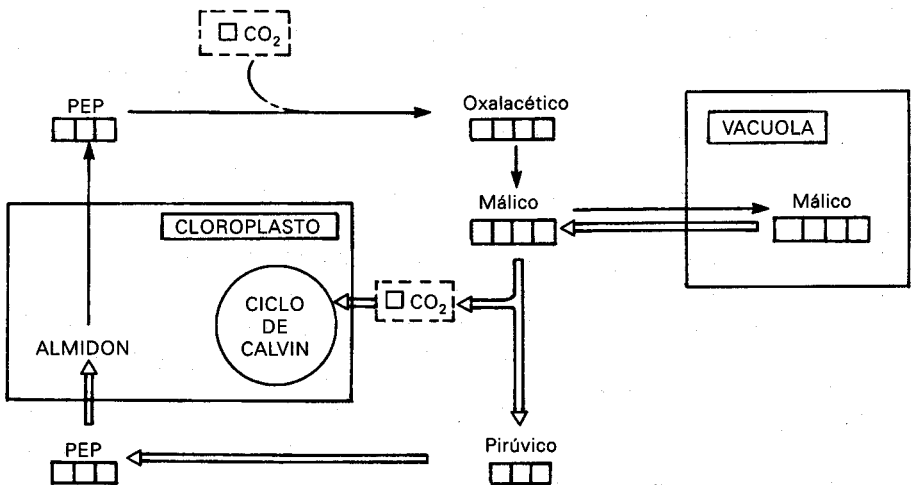 CO₂
PEP
Oxalacético
VACUOLA
Málico
Málico
CLOROPLASTO
CICLO
DE
CALVIN
CO₂
ALMIDON
PEP
Pirúvico